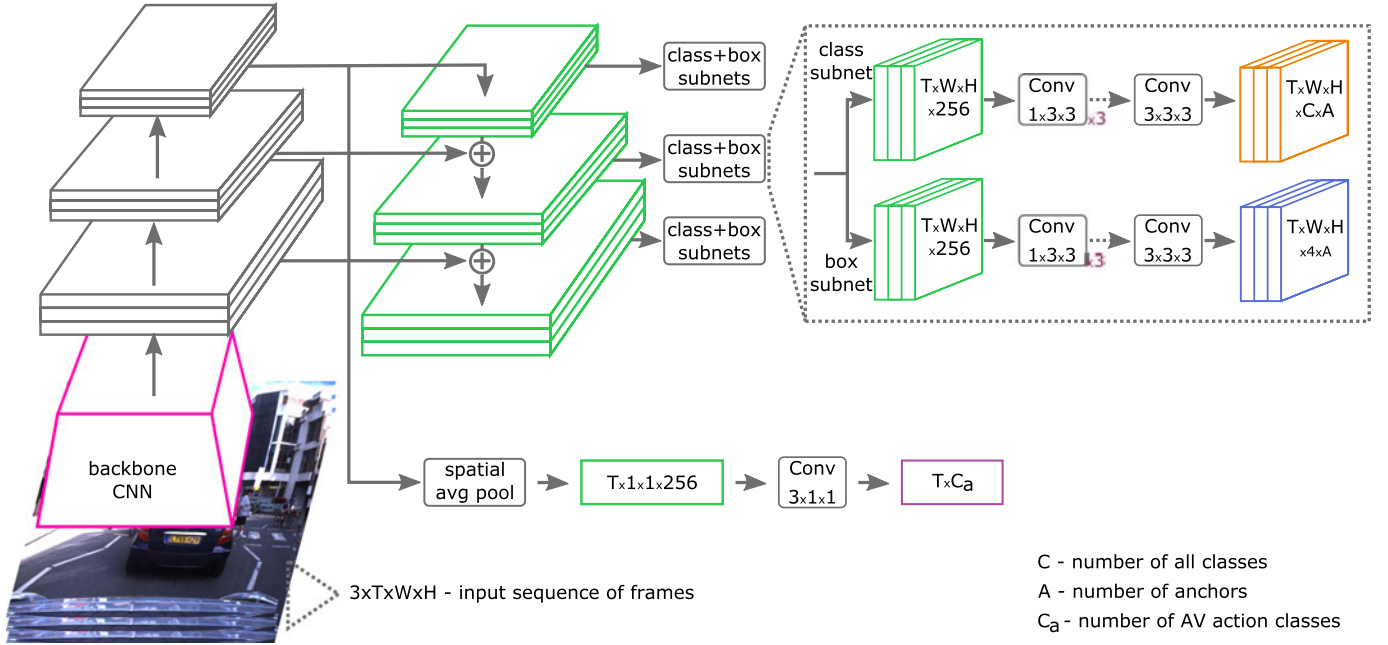 class+box
subnets
class+box
subnets
class+box
subnets
class
subnet
TxWxH
x256
Conv
1x3x3
x3
Conv
3x3x3
TxWxH
xCxA
box
subnet
TxWxH
x256
Conv
1x3x3
x3
Conv
3x3x3
TxWxH
x4xA
backbone
CNN
spatial
avg pool
Tx1x1x256
Conv
3x1x1
TxCa
3xTxWxH - input sequence of frames
C - number of all classes
A - number of anchors
Ca - number of AV action classes